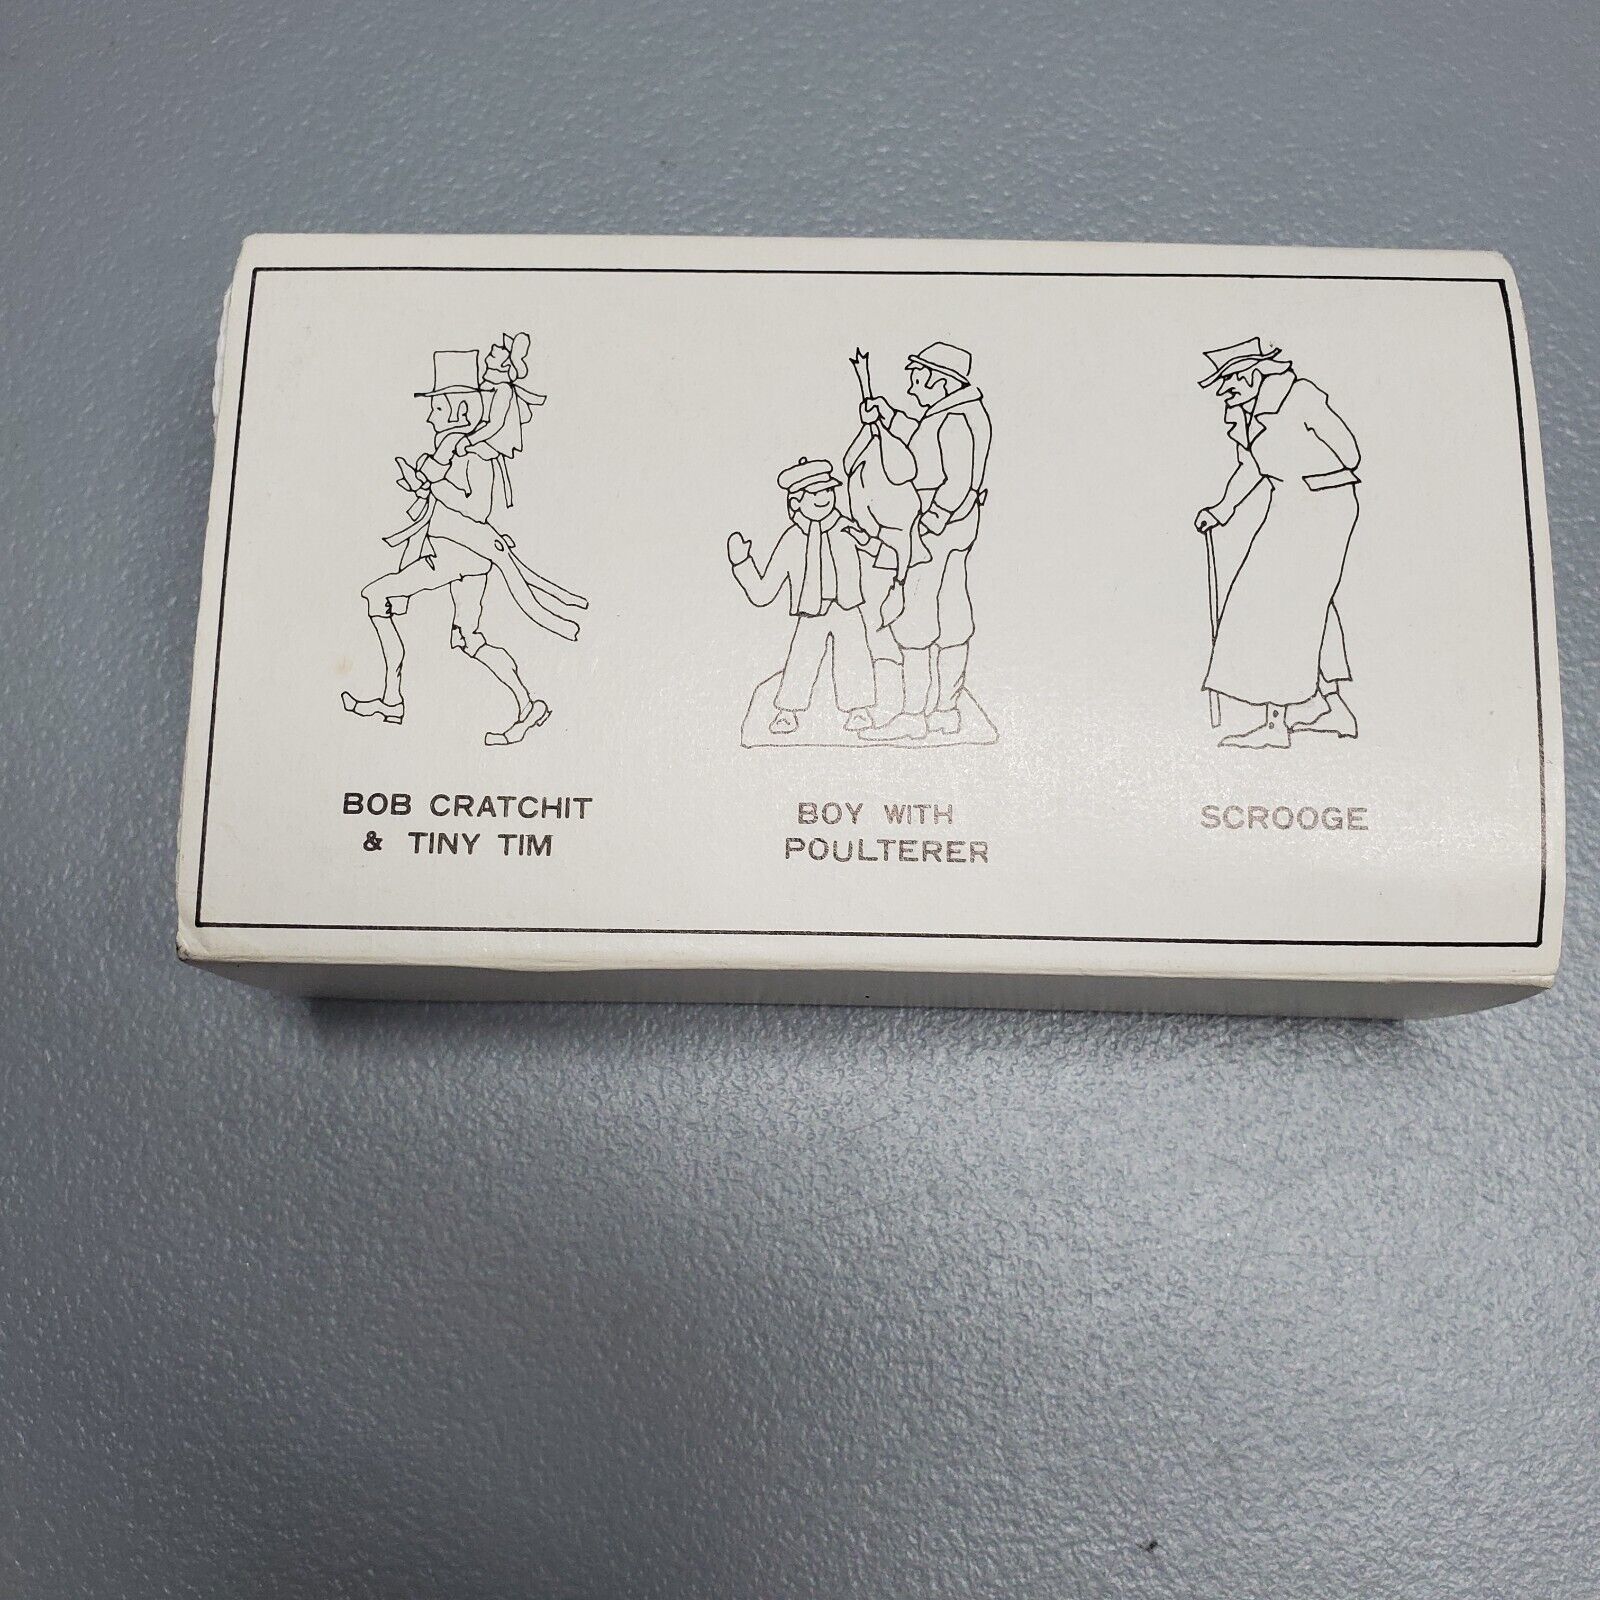 BOB CRATCHIT
& TINY TIM
BOY WITH
POULTERER
SCROOGE